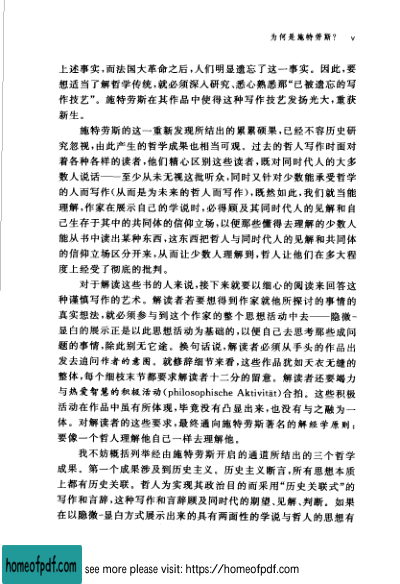 为何是施特劳斯? v
上述事实,而法国大革命之后,人们明显遗忘了这一事实。因此,要
想适当了解哲学传统,就必须深入研究、悉心熟悉那“已被遗忘的写
作技艺”。施特劳斯在其作品中使得这种写作技艺发扬光大,重获
新生。
施特劳斯的这一重新发现所结出的累累硕果,已经不容历史研
究忽视,由此产生的哲学成果也相当可观。过去的哲人写作时面对
着各种各样的读者,他们精心区别这些读者,既对同时代人的大多
数人说话——至少从未无视这批听众,同时又针对少数能承受哲学
的人而写作(从而是为未来的哲人而写作),既然如此,我们就当能
理解,作家在展示自己的学说时,必得顾及其同时代人的见解和自
己生存于其中的共同体的信仰立场,以便那些懂得去理解的少数人
能从书中读出某种东西,这东西把哲人与同时代人的见解和共同体
的信仰立场区分开来,从而让少数人理解到,哲人让他们在多大程
度上经受了彻底的批判。
对于解读这些书的人来说,接下来就要以细心的阅读来回答这
种谨慎写作的艺术。解读者若要想得到作家就他所探讨的事情的
真实想法,就必须参与到这个作家的整个思想活动中去——隐微-
显白的展示正是以此思想活动为基础的,以便自己去思考那些成问
题的事情,除此别无它途。换句话说,解读者必须从手头的作品出
发去追问作者的意图。就修辞细节来看,这些作品犹如天衣无缝的
整体,每个细枝末节都要求解读者十二分的留意。解读者还要竭力
与热爱智慧的积极活动(philosophische Aktivität)合拍。这些积极
活动在作品中虽有所体现,毕竟没有凸显出来,也没有与之融为一
体。对解读者的这些要求,最终通向施特劳斯著名的解经学原则:
要像一个哲人理解他自己一样去理解他。
我不妨概括列举经由施特劳斯开启的通道所结出的三个哲学
成果。第一个成果涉及到历史主义。历史主义断言,所有思想本质
上都有历史关联。哲人为实现其政治目的而采用“历史关联式”的
写作和言辞,这种写作和言辞顾及同时代的期望、见解、判断。如果
在以隐微-显白方式展示出来的具有两面性的学说与哲人的思想有
homeofpdf.com
see more please visit: https://homeofpdf.com